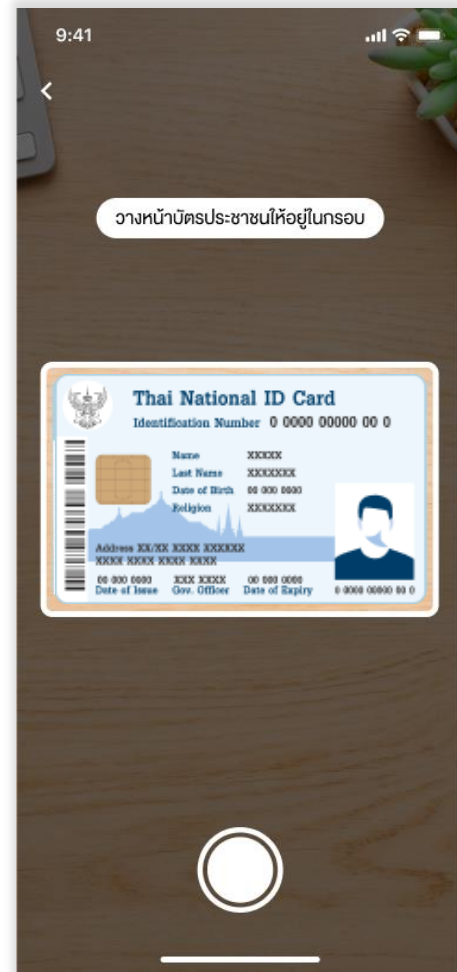 9:41
วางหน้าบัตรประชาชนให้อยู่ในกรอบ
Thai National ID Card
Identification Number 0 0000 00000 00 0
Name XXXXX
Last Name XXXXXXX
Date of Birth 00 000 0000
Religion XXXXXXX
Address XX/XX XXXX XXXXXX
XXXX XXXX XXXX XXXX
00 000 0000 XXX XXXX 00 000 0000
Date of Issue Gov. Officer Date of Expiry 0 0000 00000 00 0